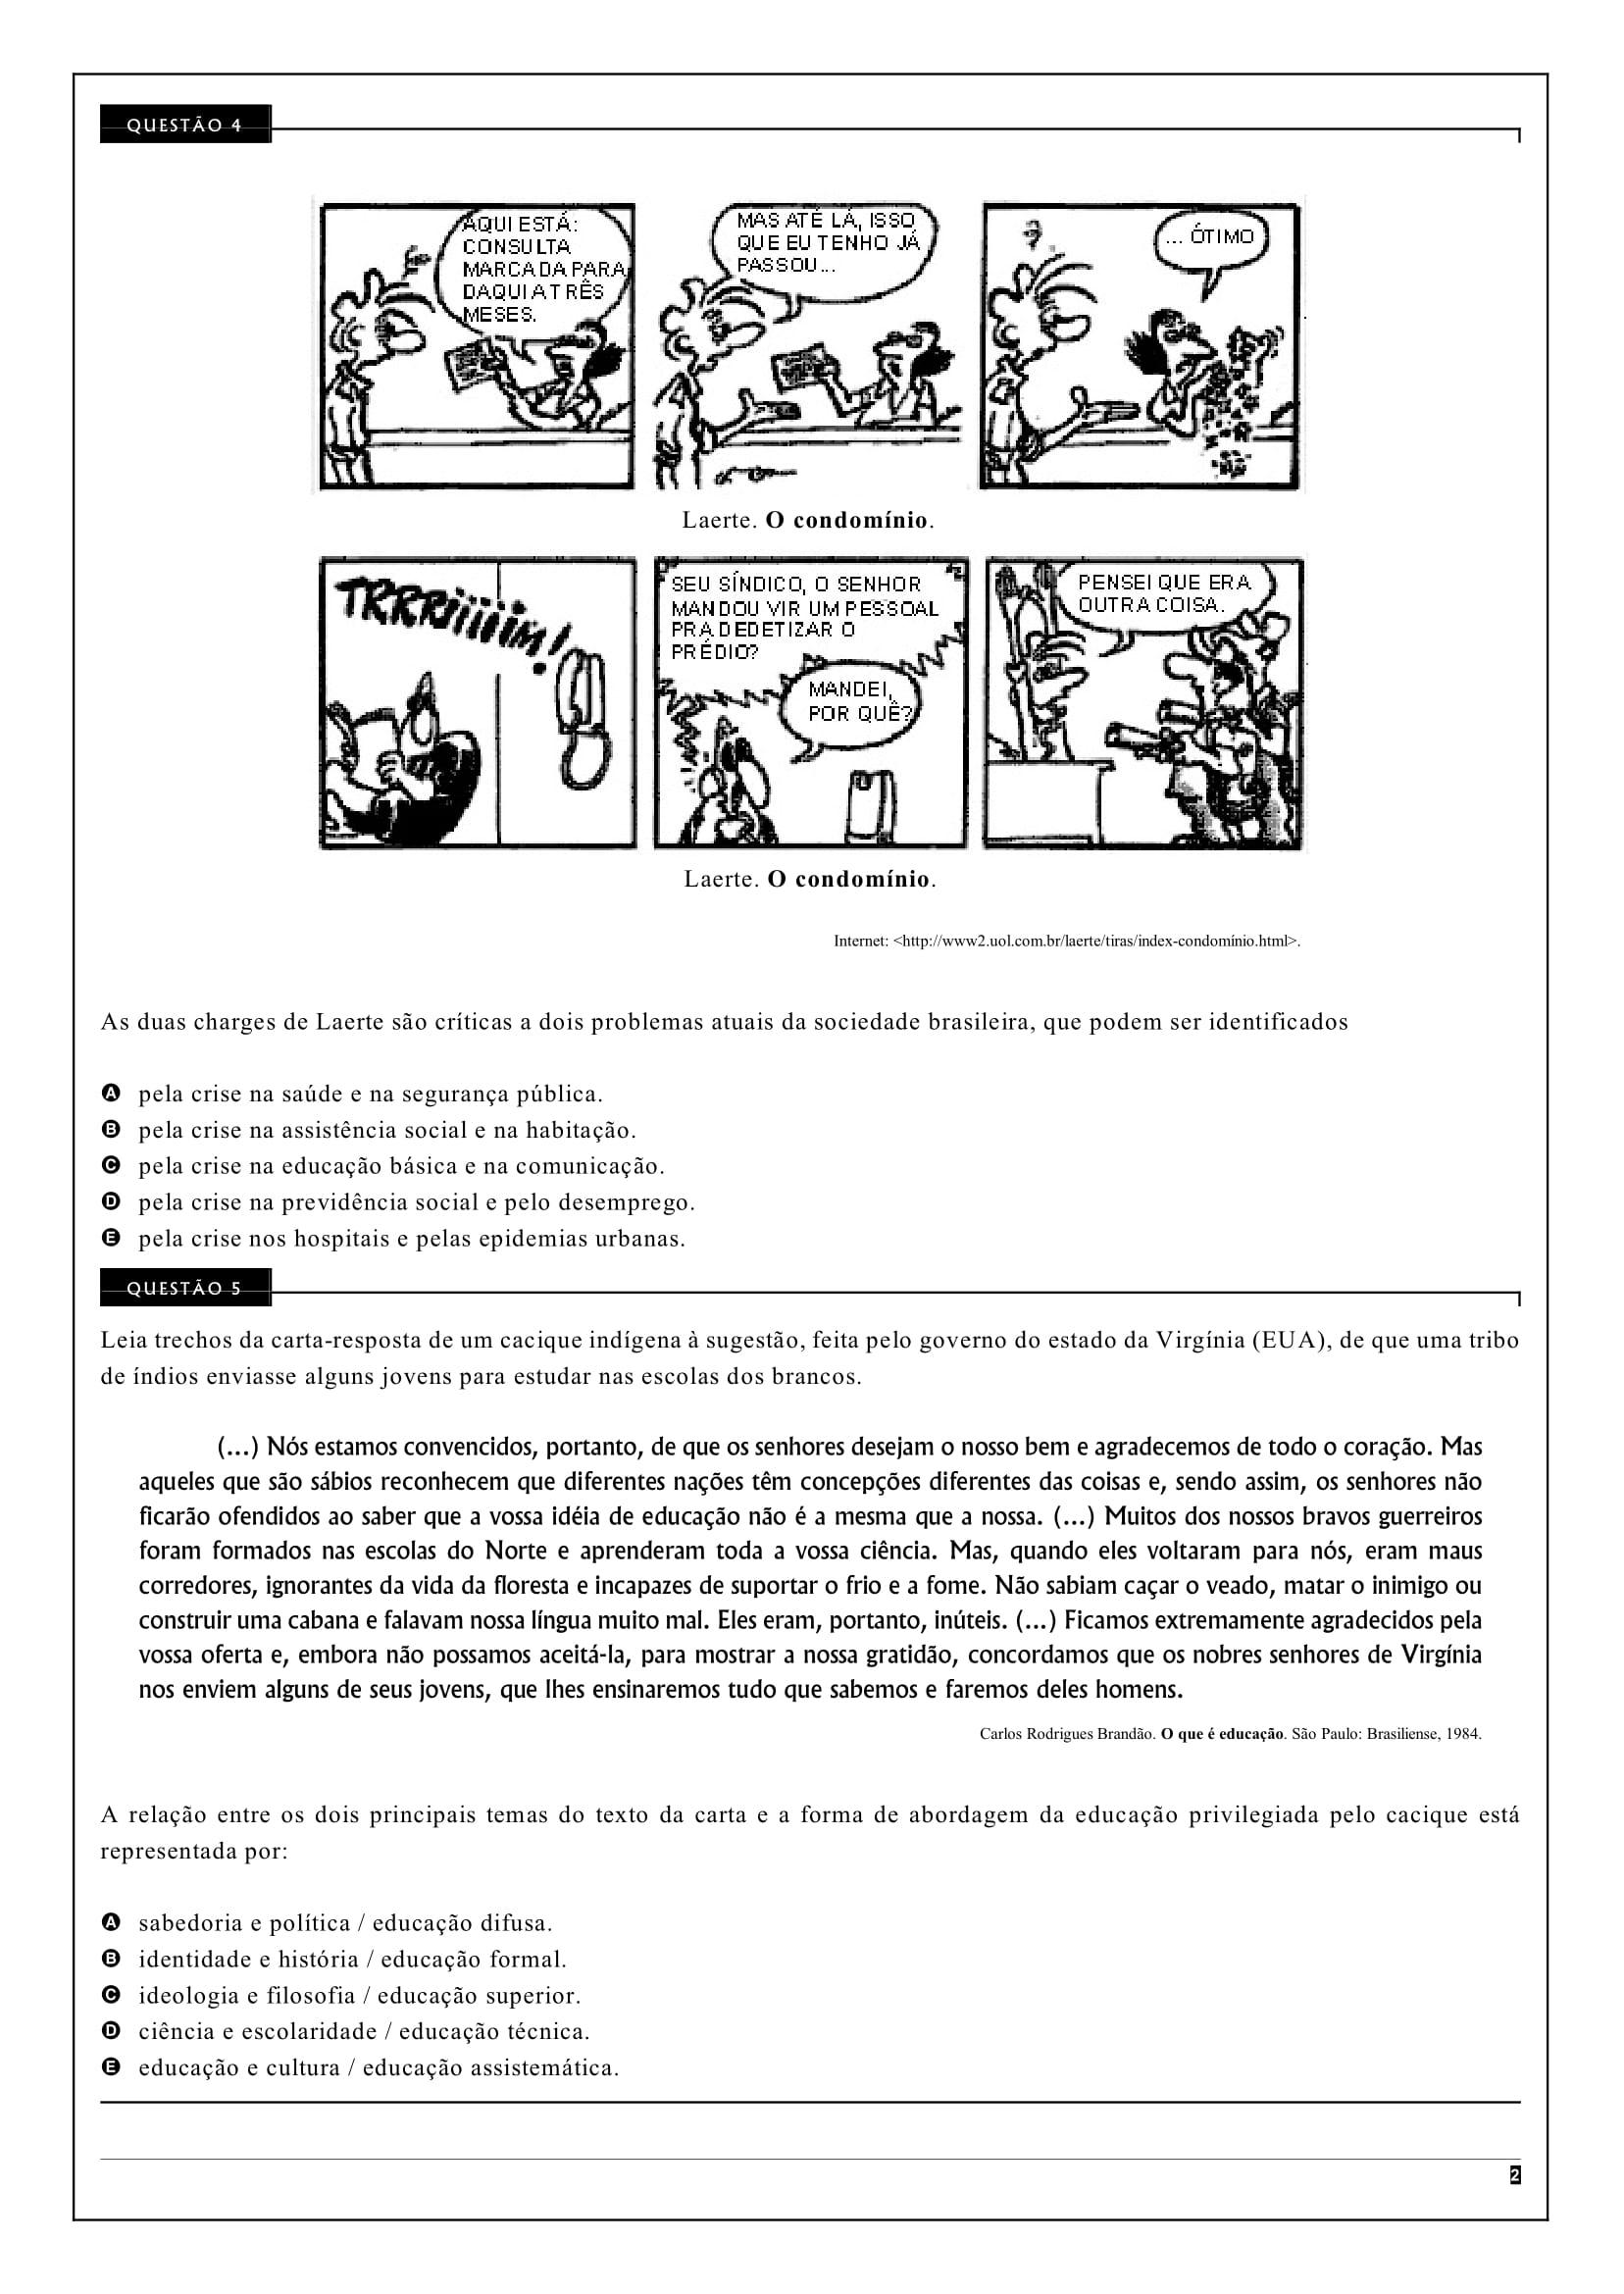 QUESTÃO 4
AQUI ESTÁ:
CONSULTA
MARCADA PARA
DAQUI A TRÊS
MESES.
MAS ATÉ LÁ, ISSO
QUE EU TENHO JÁ
PASSOU...
... ÓTIMO
Laerte. O condomínio.
TRRRIIIIIIM!
SEU SÍNDICO, O SENHOR
MANDOU VIR UM PESSOAL
PRA DEDETIZAR O
PRÉDIO?
MANDEI,
POR QUÊ?
PENSEI QUE ERA
OUTRA COISA.
Laerte. O condomínio.
Internet: <http://www2.uol.com.br/laerte/tiras/index-condomínio.html>.
As duas charges de Laerte são críticas a dois problemas atuais da sociedade brasileira, que podem ser identificados
A pela crise na saúde e na segurança pública.
B pela crise na assistência social e na habitação.
C pela crise na educação básica e na comunicação.
D pela crise na previdência social e pelo desemprego.
E pela crise nos hospitais e pelas epidemias urbanas.
QUESTÃO 5
Leia trechos da carta-resposta de um cacique indígena à sugestão, feita pelo governo do estado da Virgínia (EUA), de que uma tribo
de índios enviasse alguns jovens para estudar nas escolas dos brancos.
(...) Nós estamos convencidos, portanto, de que os senhores desejam o nosso bem e agradecemos de todo o coração. Mas
aqueles que são sábios reconhecem que diferentes nações têm concepções diferentes das coisas e, sendo assim, os senhores não
ficarão ofendidos ao saber que a vossa idéia de educação não é a mesma que a nossa. (...) Muitos dos nossos bravos guerreiros
foram formados nas escolas do Norte e aprenderam toda a vossa ciência. Mas, quando eles voltaram para nós, eram maus
corredores, ignorantes da vida da floresta e incapazes de suportar o frio e a fome. Não sabiam caçar o veado, matar o inimigo ou
construir uma cabana e falavam nossa língua muito mal. Eles eram, portanto, inúteis. (...) Ficamos extremamente agradecidos pela
vossa oferta e, embora não possamos aceitá-la, para mostrar a nossa gratidão, concordamos que os nobres senhores de Virgínia
nos enviem alguns de seus jovens, que lhes ensinaremos tudo que sabemos e faremos deles homens.
Carlos Rodrigues Brandão. O que é educação. São Paulo: Brasiliense, 1984.
A relação entre os dois principais temas do texto da carta e a forma de abordagem da educação privilegiada pelo cacique está
representada por:
A sabedoria e política / educação difusa.
B identidade e história / educação formal.
C ideologia e filosofia / educação superior.
D ciência e escolaridade / educação técnica.
E educação e cultura / educação assistemática.
2